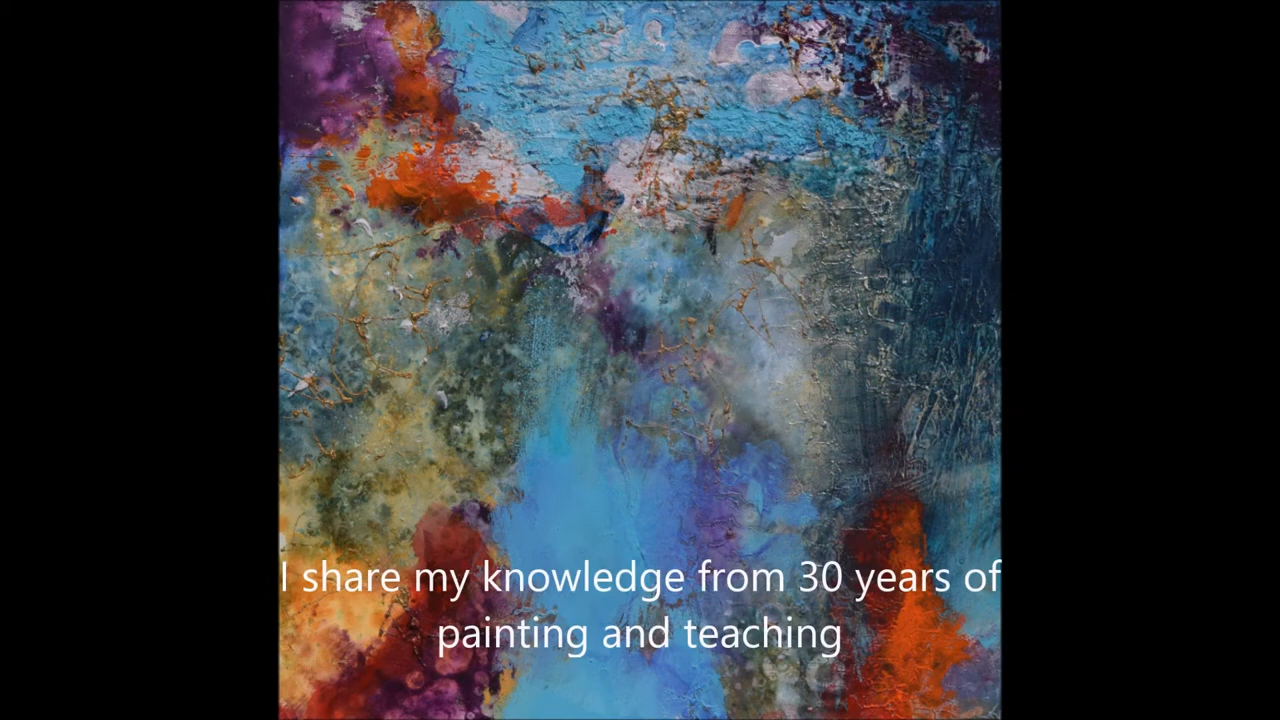 I share my knowledge from 30 years of
painting and teaching